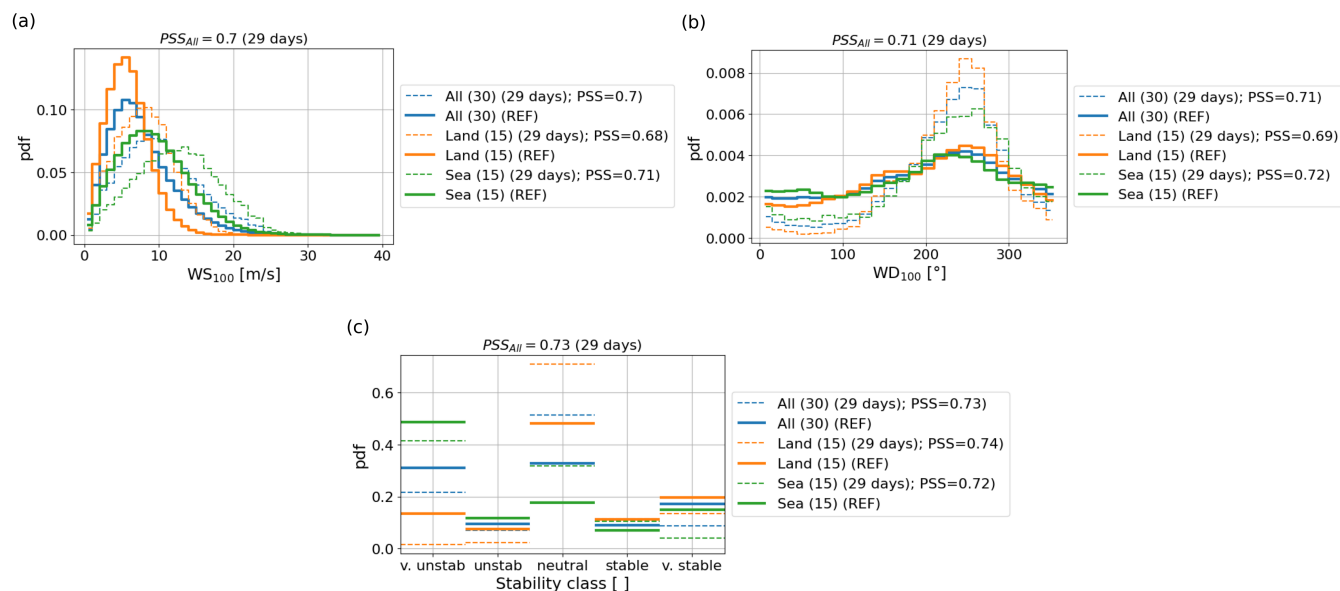 (a)
PSS_All = 0.7 (29 days)
0.10
0.05
0.00
pdf
0
10
20
30
40
WS_100 [m/s]
All (30) (29 days); PSS=0.7)
All (30) (REF)
Land (15) (29 days); PSS=0.68)
Land (15) (REF)
Sea (15) (29 days); PSS=0.71)
Sea (15) (REF)
(b)
PSS_All = 0.71 (29 days)
0.008
0.006
0.004
0.002
0.000
pdf
0
100
200
300
WD_100 [°]
All (30) (29 days); PSS=0.71)
All (30) (REF)
Land (15) (29 days); PSS=0.69)
Land (15) (REF)
Sea (15) (29 days); PSS=0.72)
Sea (15) (REF)
(c)
PSS_All = 0.73 (29 days)
0.6
0.4
0.2
0.0
pdf
v. unstab
unstab
neutral
stable
v. stable
Stability class [ ]
All (30) (29 days); PSS=0.73)
All (30) (REF)
Land (15) (29 days); PSS=0.74)
Land (15) (REF)
Sea (15) (29 days); PSS=0.72)
Sea (15) (REF)